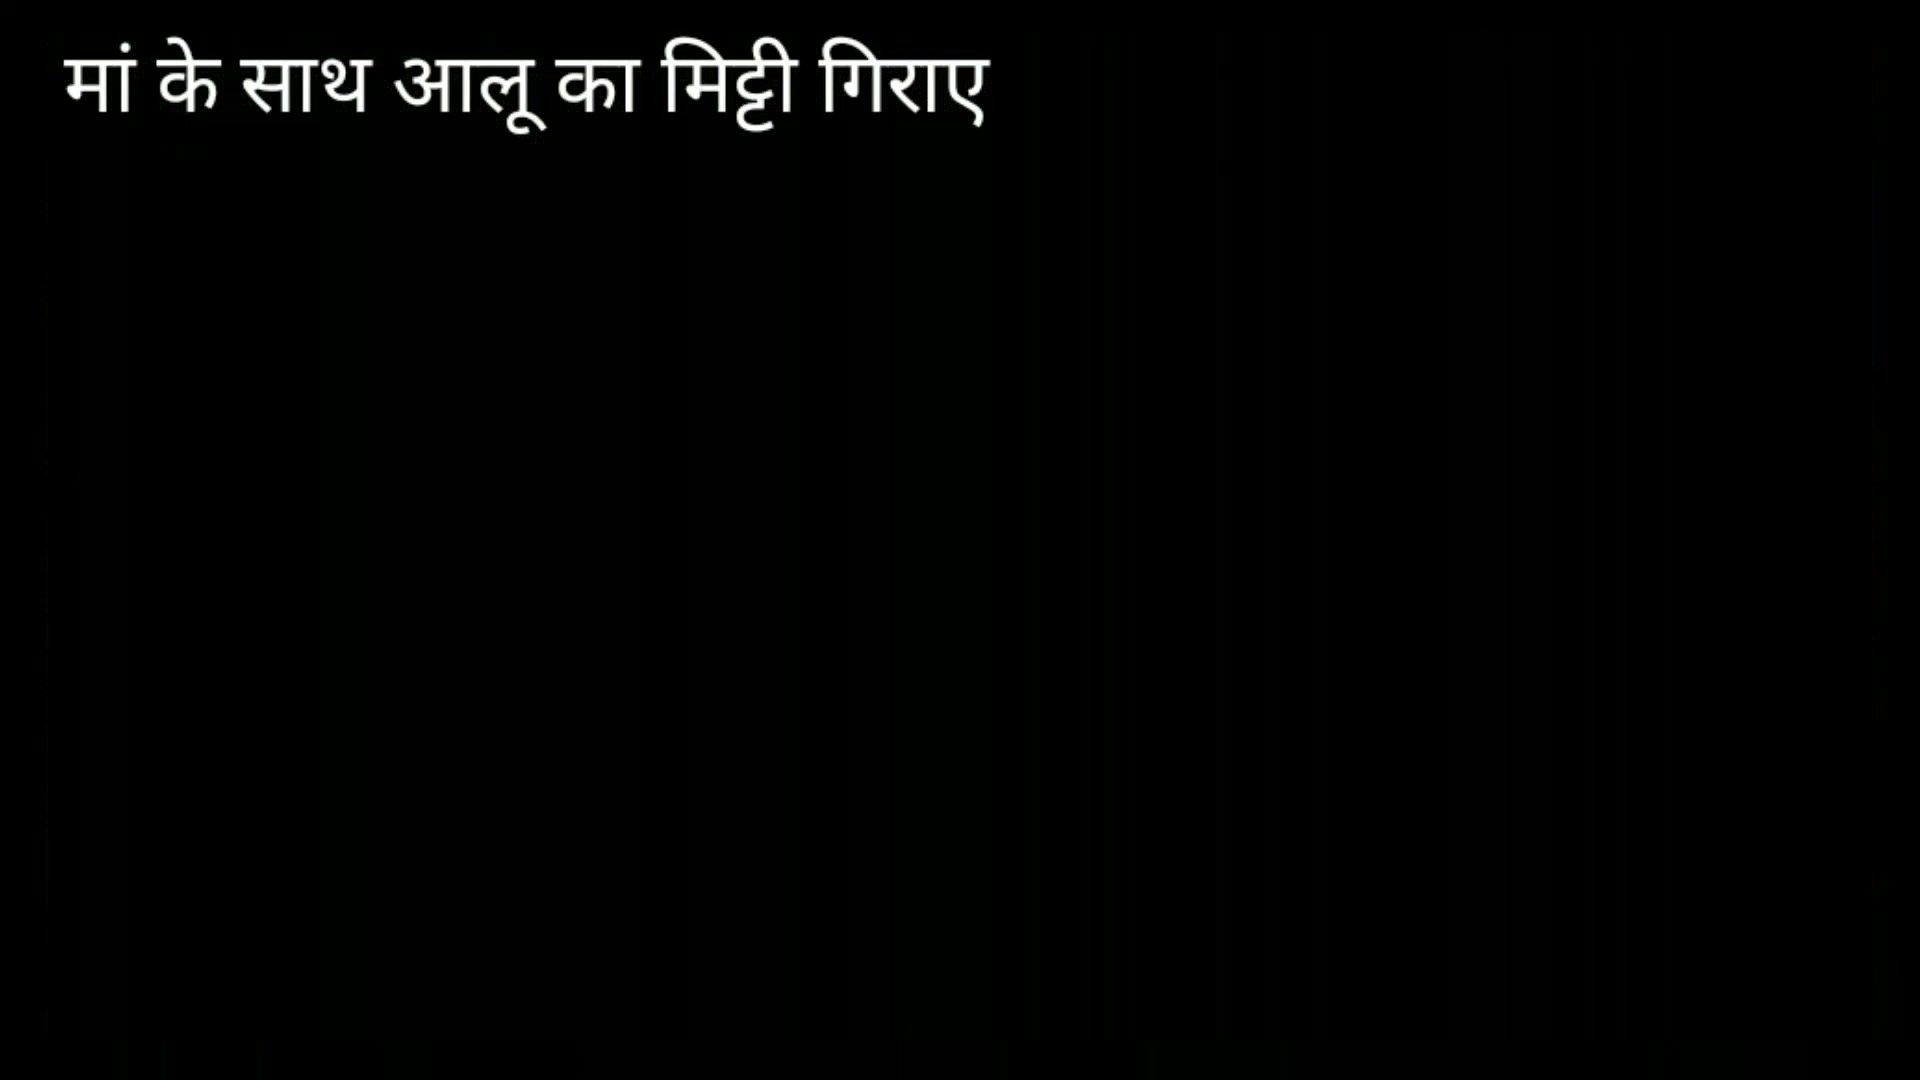 मां के साथ आलू का मिट्टी गिराए